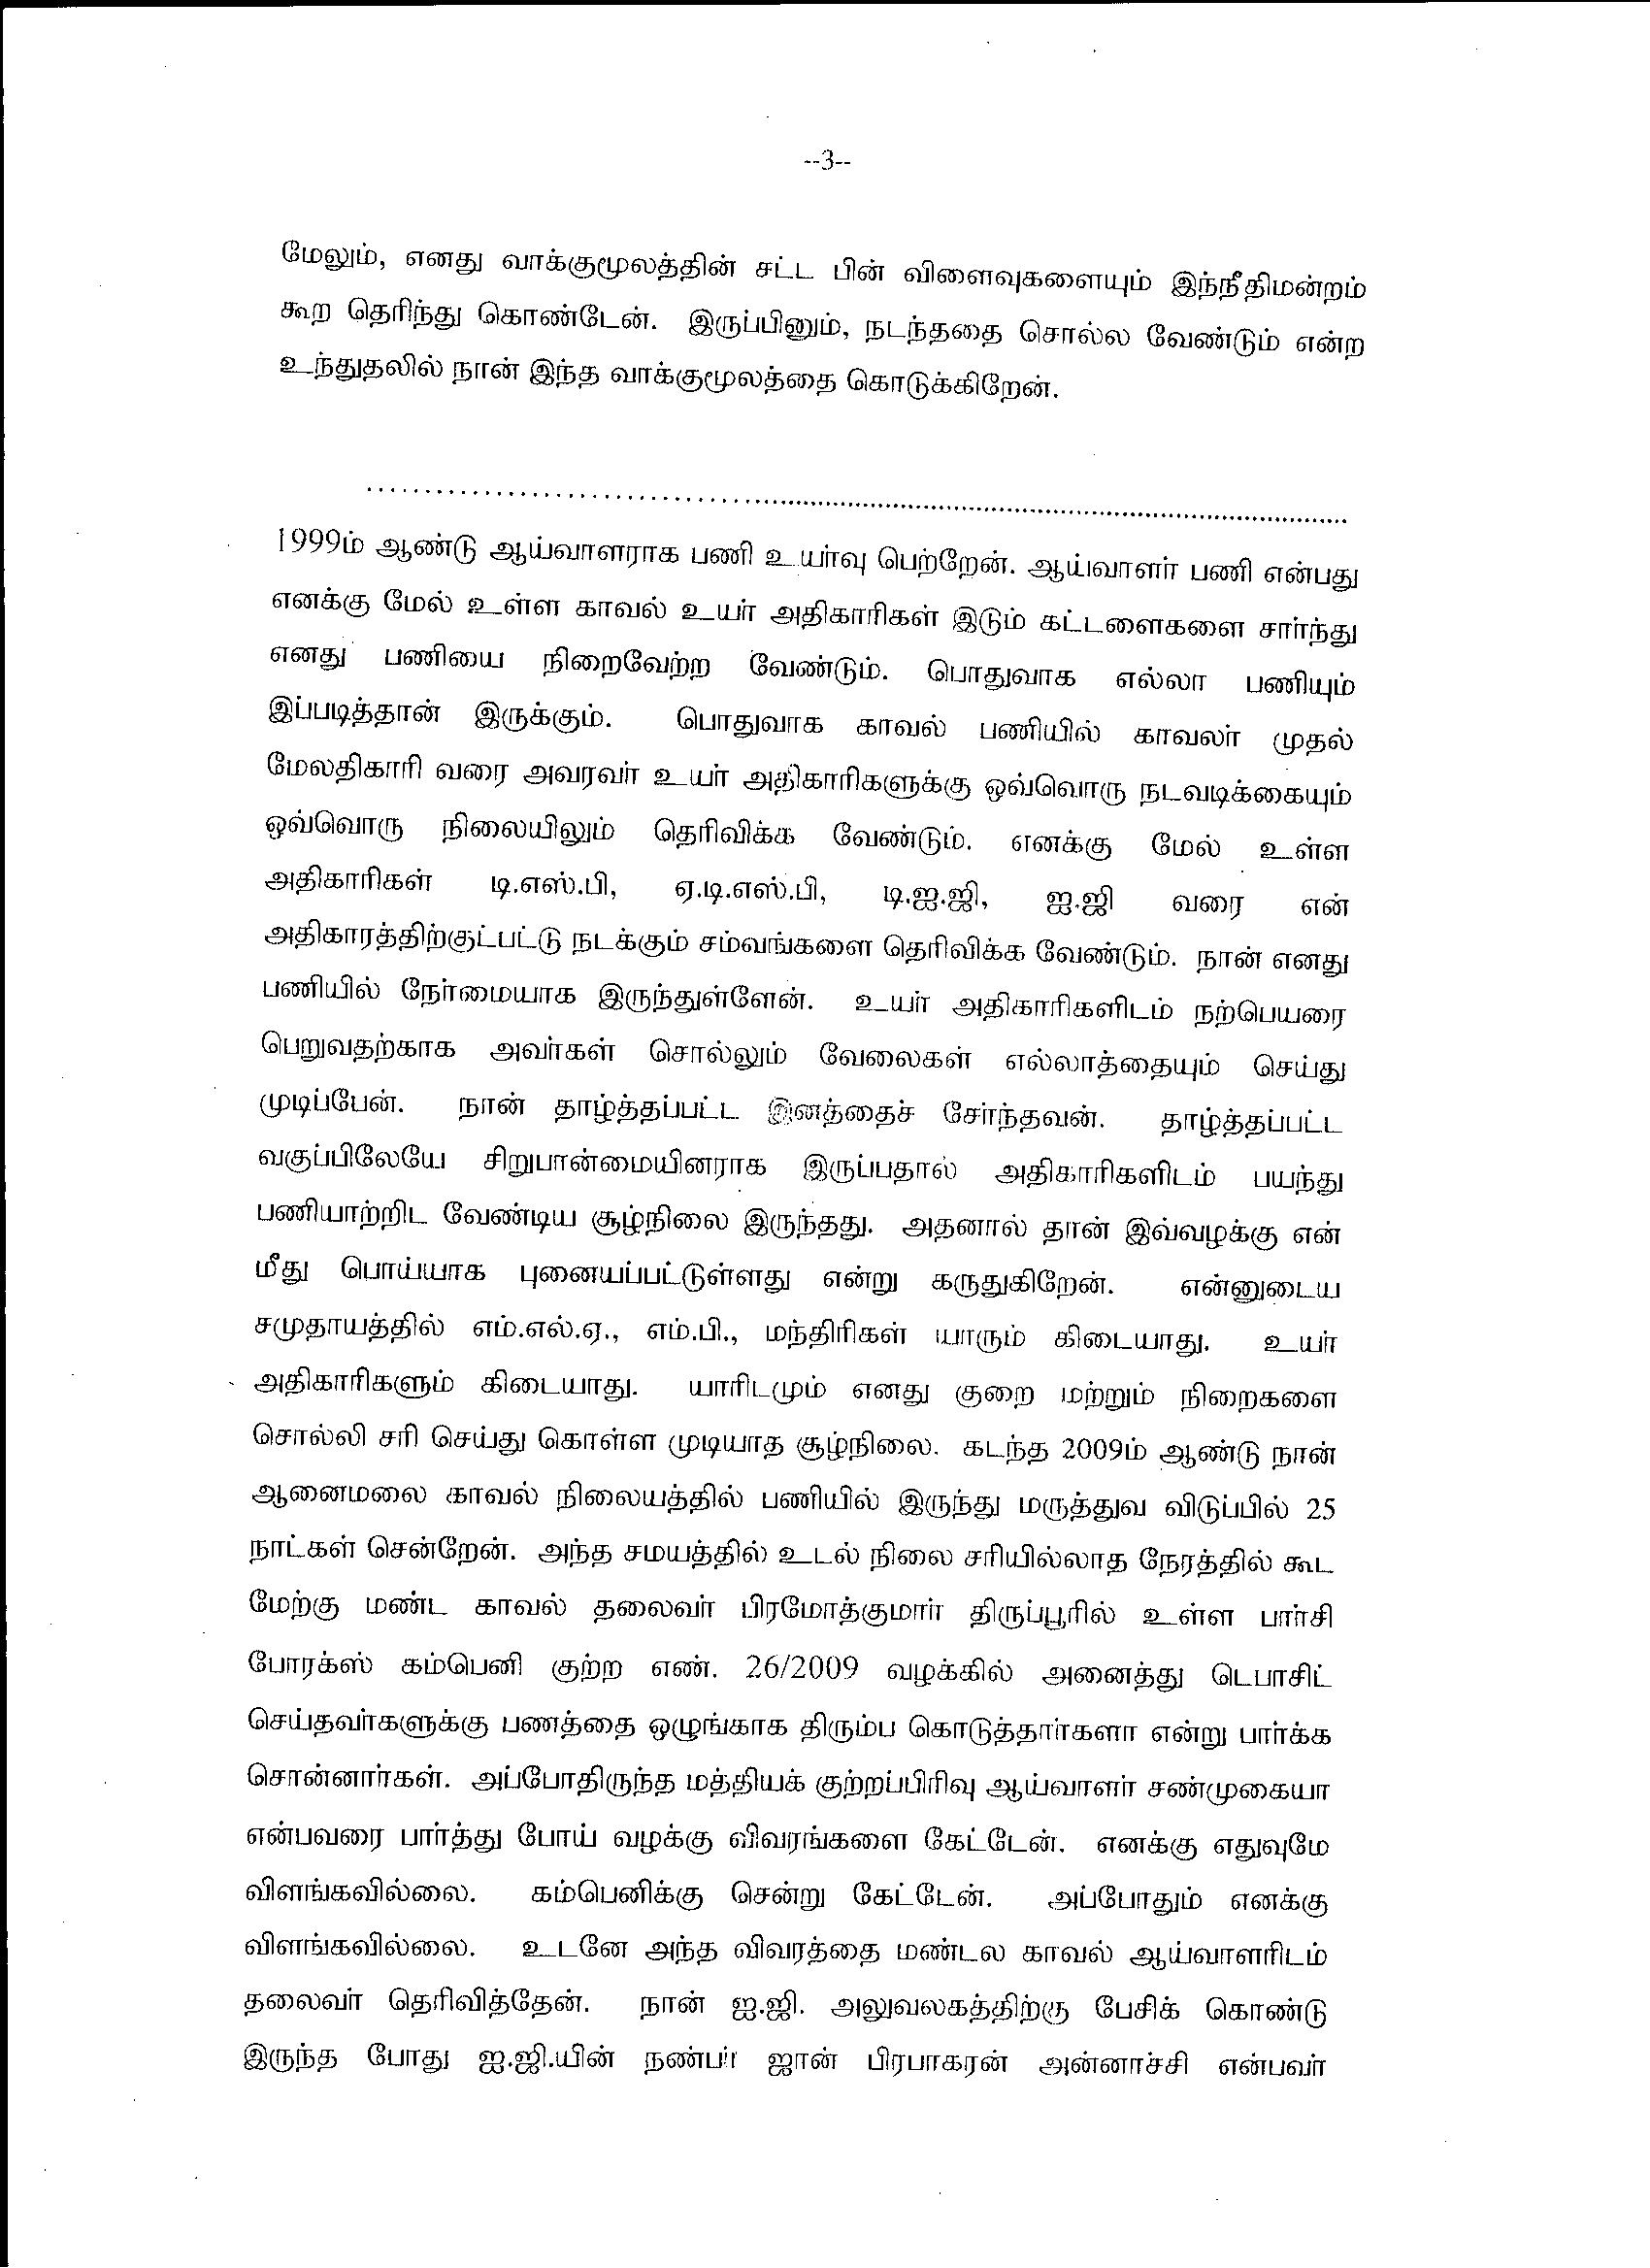 --3--
மேலும், எனது வாக்குமூலத்தின் சட்ட பின் விளைவுகளையும் இந்நீதிமன்றம்
கூற தெரிந்து கொண்டேன். இருப்பினும், நடந்ததை சொல்ல வேண்டும் என்ற
உந்துதலில் நான் இந்த வாக்குமூலத்தை கொடுக்கிறேன்.
................................................................................
1999ம் ஆண்டு ஆய்வாளராக பணி உயர்வு பெற்றேன். ஆய்வாளர் பணி என்பது
எனக்கு மேல் உள்ள காவல் உயர் அதிகாரிகள் இடும் கட்டளைகளை சார்ந்து
எனது பணியை நிறைவேற்ற வேண்டும். பொதுவாக எல்லா பணியும்
இப்படித்தான் இருக்கும். பொதுவாக காவல் பணியில் காவலர் முதல்
மேலதிகாரி வரை அவரவர் உயர் அதிகாரிகளுக்கு ஒவ்வொரு நடவடிக்கையும்
ஒவ்வொரு நிலையிலும் தெரிவிக்க வேண்டும். எனக்கு மேல் உள்ள
அதிகாரிகள் டி.எஸ்.பி, ஏ.டி.எஸ்.பி, டி.ஐ.ஜி, ஐ.ஜி வரை என்
அதிகாரத்திற்குட்பட்டு நடக்கும் சம்வங்களை தெரிவிக்க வேண்டும். நான் எனது
பணியில் நேர்மையாக இருந்துள்ளேன். உயர் அதிகாரிகளிடம் நற்பெயரை
பெறுவதற்காக அவர்கள் சொல்லும் வேலைகள் எல்லாத்தையும் செய்து
முடிப்பேன். நான் தாழ்த்தப்பட்ட இனத்தைச் சேர்ந்தவன். தாழ்த்தப்பட்ட
வகுப்பிலேயே சிறுபான்மையினராக இருப்பதால் அதிகாரிகளிடம் பயந்து
பணியாற்றிட வேண்டிய சூழ்நிலை இருந்தது. அதனால் தான் இவ்வழக்கு என்
மீது பொய்யாக புனையப்பட்டுள்ளது என்று கருதுகிறேன். என்னுடைய
சமுதாயத்தில் எம்.எல்.ஏ., எம்.பி., மந்திரிகள் யாரும் கிடையாது. உயர்
அதிகாரிகளும் கிடையாது. யாரிடமும் எனது குறை மற்றும் நிறைகளை
சொல்லி சரி செய்து கொள்ள முடியாத சூழ்நிலை. கடந்த 2009ம் ஆண்டு நான்
ஆனைமலை காவல் நிலையத்தில் பணியில் இருந்து மருத்துவ விடுப்பில் 25
நாட்கள் சென்றேன். அந்த சமயத்தில் உடல் நிலை சரியில்லாத நேரத்தில் கூட
மேற்கு மண்ட காவல் தலைவர் பிரமோத்குமார் திருப்பூரில் உள்ள பார்சி
போரக்ஸ் கம்பெனி குற்ற எண். 26/2009 வழக்கில் அனைத்து டெபாசிட்
செய்தவர்களுக்கு பணத்தை ஒழுங்காக திரும்ப கொடுத்தார்களா என்று பார்க்க
சொன்னார்கள். அப்போதிருந்த மத்தியக் குற்றப்பிரிவு ஆய்வாளர் சண்முகையா
என்பவரை பார்த்து போய் வழக்கு விவரங்களை கேட்டேன். எனக்கு எதுவுமே
விளங்கவில்லை. கம்பெனிக்கு சென்று கேட்டேன். அப்போதும் எனக்கு
விளங்கவில்லை. உடனே அந்த விவரத்தை மண்டல காவல் ஆய்வாளரிடம்
தலைவர் தெரிவித்தேன். நான் ஐ.ஜி. அலுவலகத்திற்கு பேசிக் கொண்டு
இருந்த போது ஐ.ஜி.யின் நண்பர் ஜான் பிரபாகரன் அன்னாச்சி என்பவர்